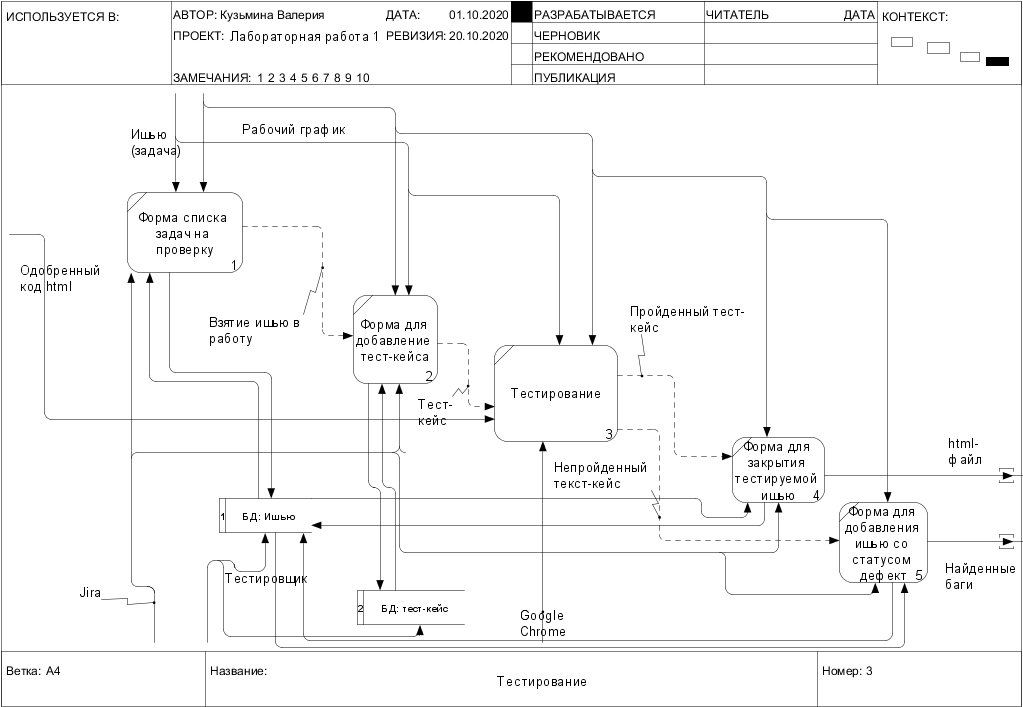 ИСПОЛЬЗУЕТСЯ В:
АВТОР: Кузьмина Валерия
ДАТА: 01.10.2020
ПРОЕКТ: Лабораторная работа 1
РЕВИЗИЯ: 20.10.2020
ЗАМЕЧАНИЯ: 1 2 3 4 5 6 7 8 9 10
РАЗРАБАТЫВАЕТСЯ
ЧЕРНОВИК
РЕКОМЕНДОВАНО
ПУБЛИКАЦИЯ
ЧИТАТЕЛЬ
ДАТА
КОНТЕКСТ:
Ишью
(задача)
Рабочий график
Форма списка
задач на
проверку
1
Одобренный
код html
Взятие ишью в
работу
Форма для
добавление
тест-кейса
2
Пройденный тест-
кейс
Тестирование
3
Тест-
кейс
Непройденный
текст-кейс
Форма для
закрытия
тестируемой
ишью
4
html-
файл
Форма для
добавления
ишью со
статусом
дефект
5
Найденные
баги
1
БД: Ишью
Тестировщик
Jira
2
БД: тест-кейс
Google
Chrome
Ветка: A4
Название:
Тестирование
Номер: 3